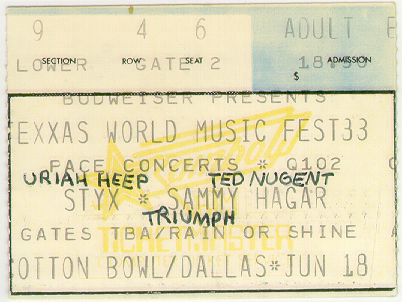 9 4 6 ADULT E
SECTION ROW SEAT $ ADMISSION
LOWER GATE 2 18.50
BUDWEISER PRESENTS
EXXAS WORLD MUSIC FEST33
PACE CONCERTS * Q102
URIAH HEEP TED NUGENT
STYX * SAMMY HAGAR
TRIUMPH
GATES TBA/RAIN OR SHINE
TICKETMASTER
OTTON BOWL/DALLAS*JUN 18